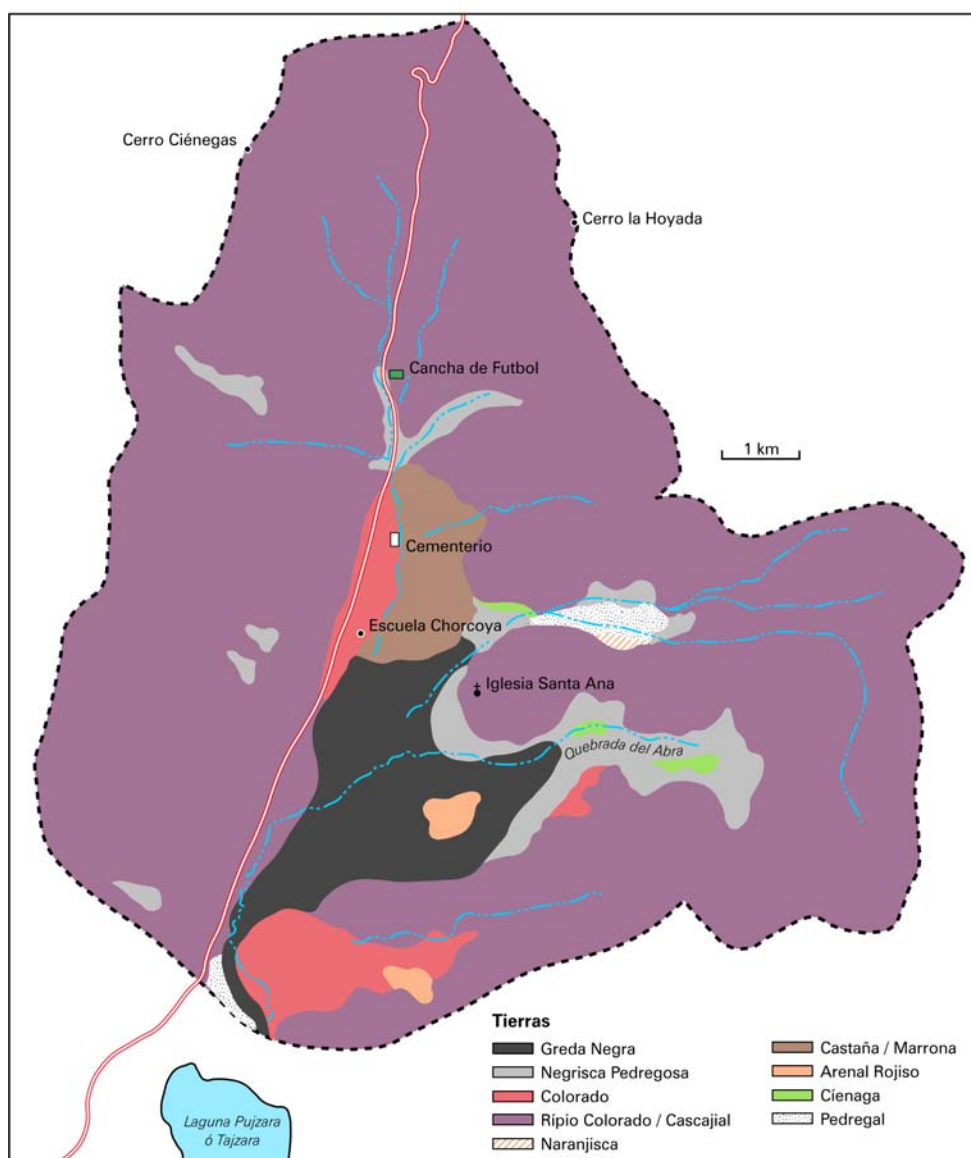 Cerro Ciénegas
Cerro la Hoyada
Cancha de Futbol
1 km
Cementerio
Escuela Chorcoya
Iglesia Santa Ana
Quebrada del Abra
Laguna Pujzara
ó Tajzara
Tierras
Greda Negra
Negrisca Pedregosa
Colorado
Rípio Colorado / Cascajial
Naranjisca
Castaña / Marrona
Arenal Rojiso
Cíenaga
Pedregal